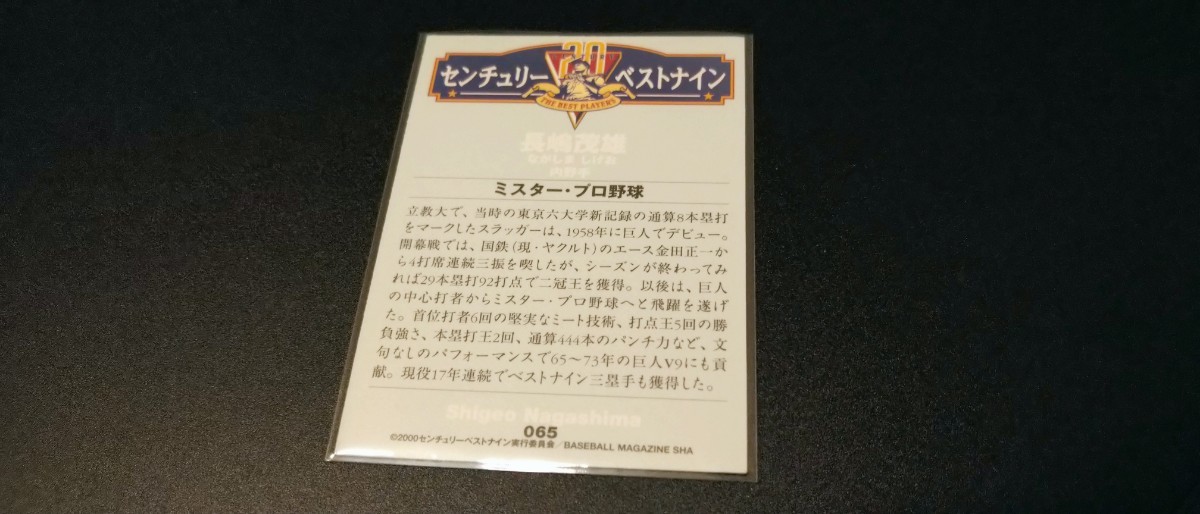 20
センチュリー ベストナイン
THE BEST PLAYERS
長嶋茂雄
ながしま しげお
内野手
ミスター・プロ野球
立教大で、当時の東京六大学新記録の通算8本塁打
をマークしたスラッガーは、1958年に巨人でデビュー。
開幕戦では、国鉄(現・ヤクルト)のエース金田正一か
ら4打席連続三振を喫したが、シーズンが終わってみ
れば29本塁打92打点で二冠王を獲得。以後は、巨人
の中心打者からミスター・プロ野球へと飛躍を遂げ
た。首位打者6回の堅実なミート技術、打点王5回の勝
負強さ、本塁打王2回、通算444本のパンチ力など、文
句なしのパフォーマンスで65〜73年の巨人V9にも貢
献。現役17年連続でベストナイン三塁手も獲得した。
Shigeo Nagashima
065
©2000センチュリーベストナイン実行委員会/BASEBALL MAGAZINE SHA